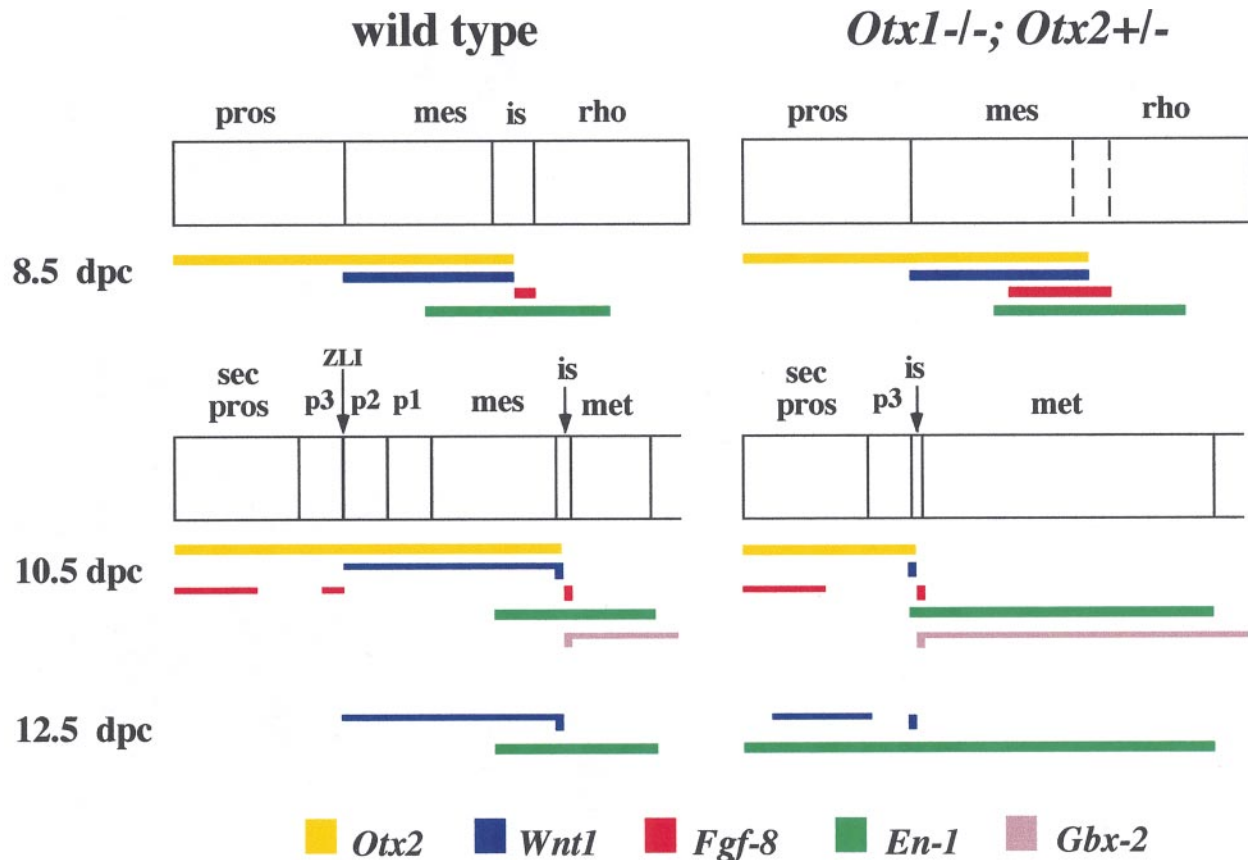 wild type Otx1-/-; Otx2+/-
pros mes is rho pros mes rho
8.5 dpc
sec pros p3 ZLI p2 p1 mes is met sec pros p3 is met
10.5 dpc
12.5 dpc
Otx2 Wnt1 Fgf-8 En-1 Gbx-2